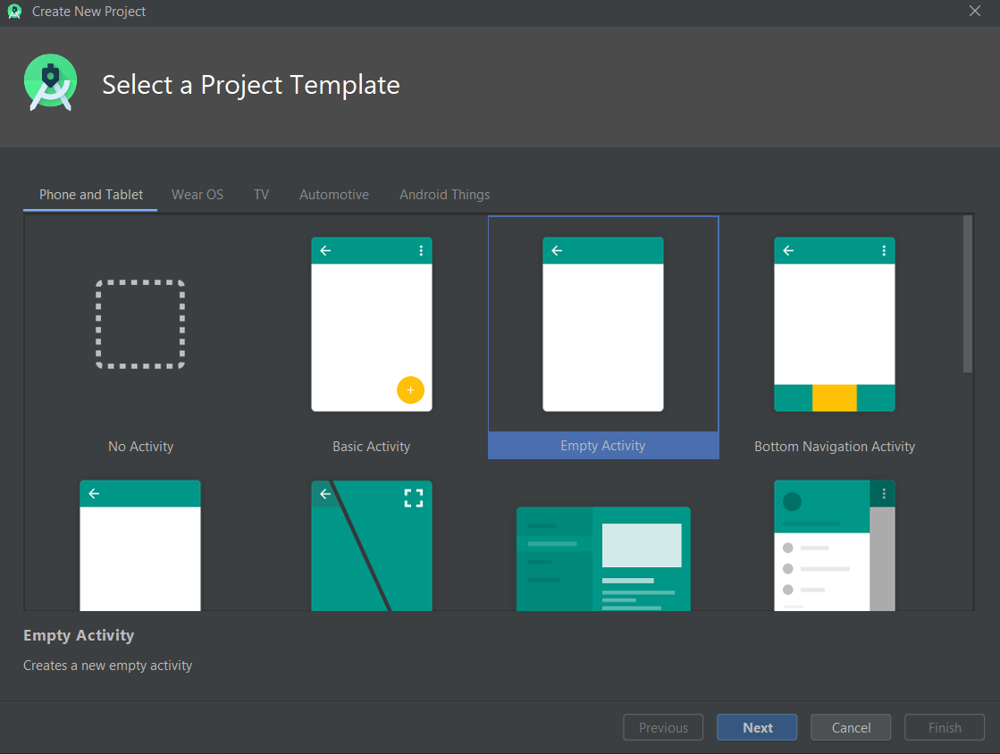 Create New Project
Select a Project Template
Phone and Tablet Wear OS TV Automotive Android Things
No Activity Basic Activity Empty Activity Bottom Navigation Activity
Empty Activity
Creates a new empty activity
Previous Next Cancel Finish